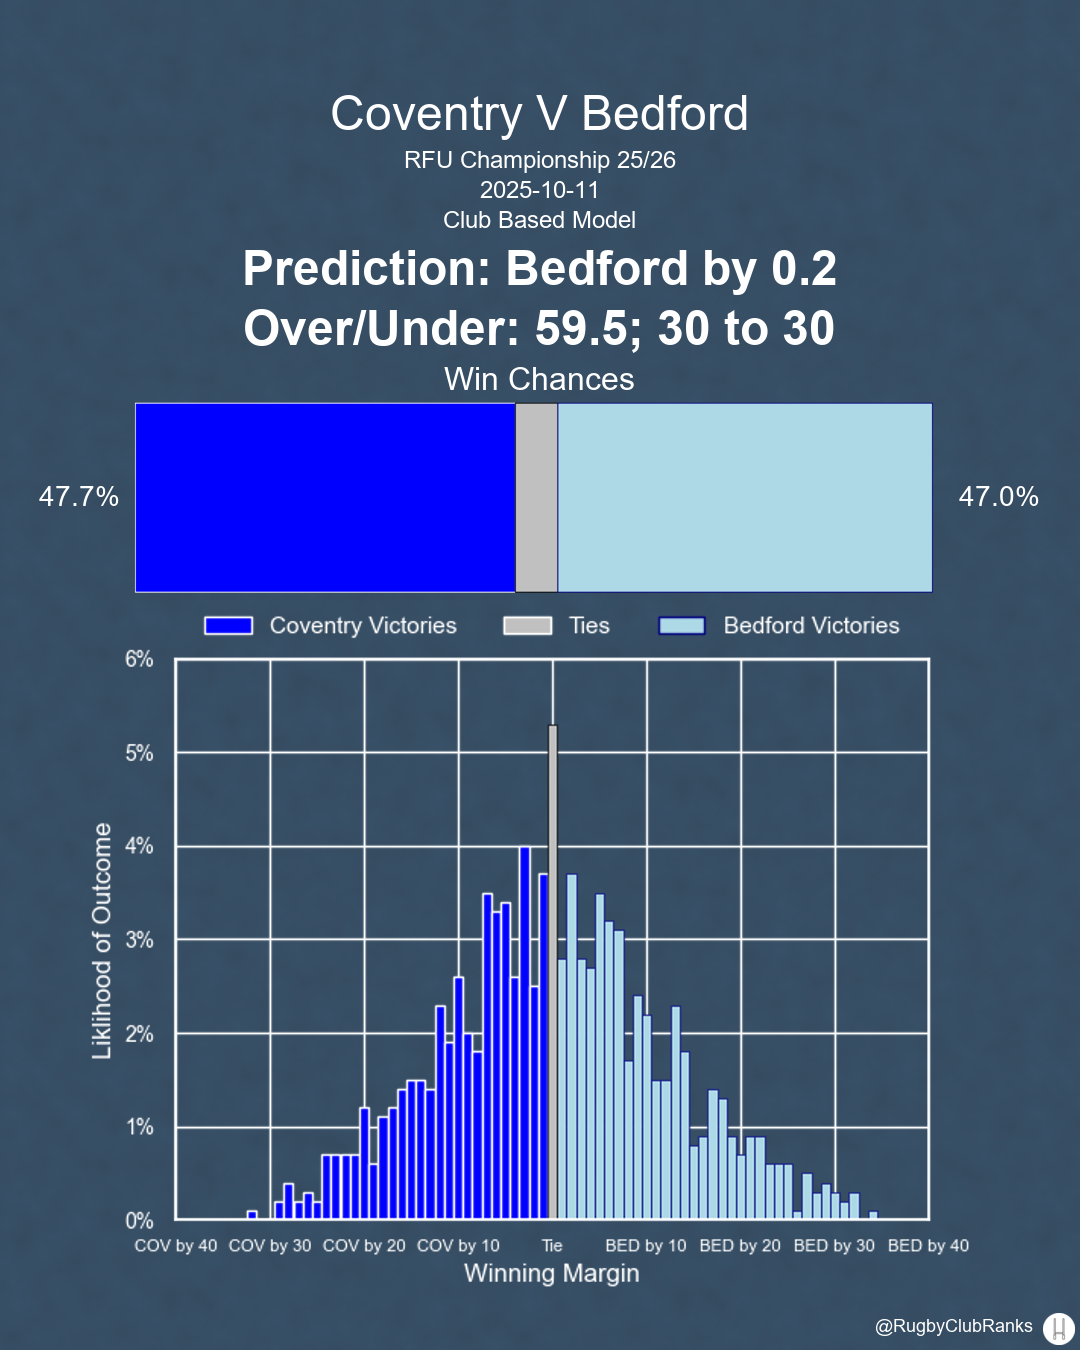 Coventry V Bedford
RFU Championship 25/26
2025-10-11
Club Based Model
Prediction: Bedford by 0.2
Over/Under: 59.5; 30 to 30
Win Chances
47.7%
47.0%
Coventry Victories
Ties
Bedford Victories
6%
5%
4%
3%
2%
1%
0%
Liklihood of Outcome
COV by 40 COV by 30 COV by 20 COV by 10 Tie BED by 10 BED by 20 BED by 30 BED by 40
Winning Margin
@RugbyClubRanks